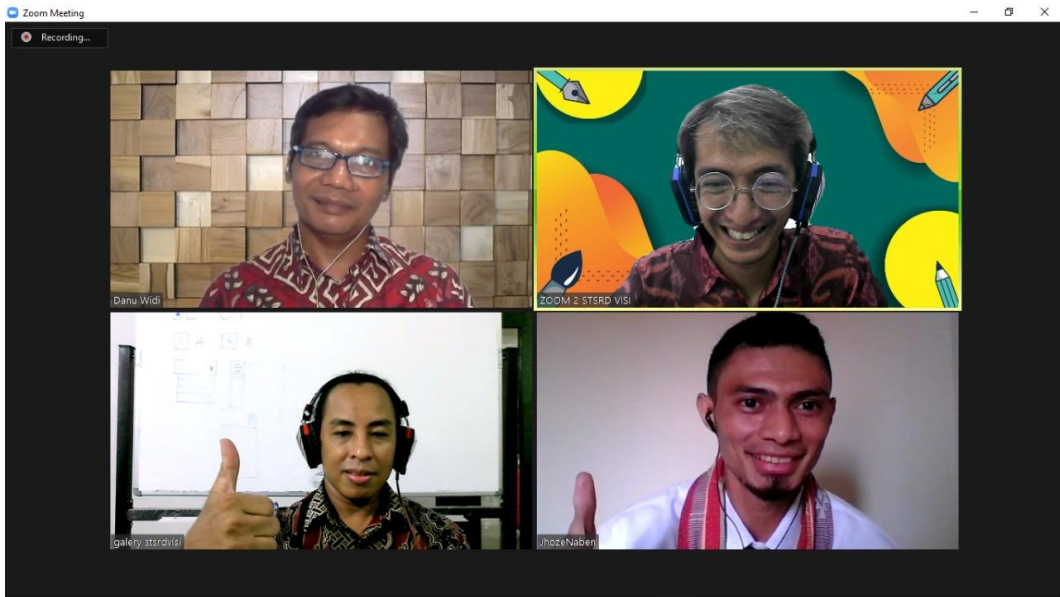 Zoom Meeting
Recording...
Danu Widi
ZOOM 2 STSRD VISI
galery stsrdvisi
JhozeNaben